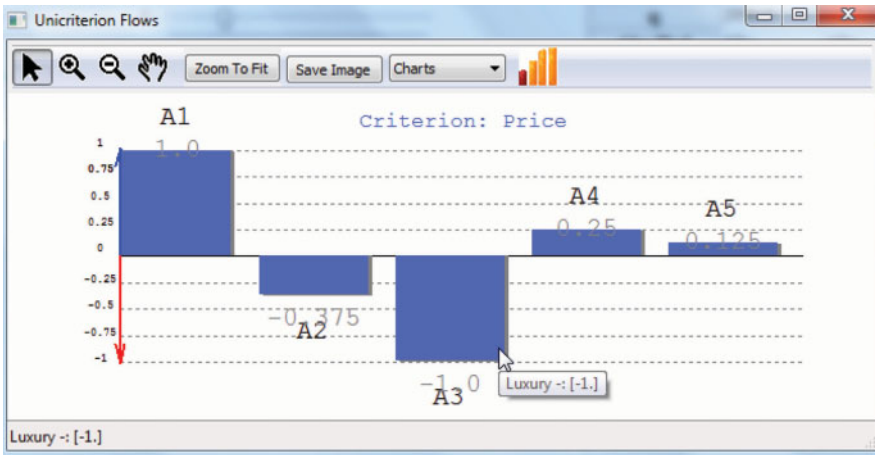 Unicriterion Flows
Zoom To Fit Save Image Charts
A1 Criterion: Price
1 1.0
0.75
0.5 A4
A5
0.25 0.25
0.125
0
-0.25
-0.5
-0.375
-0.75 A2
-1
-1.0 Luxury -: [-1.]
A3
Luxury -: [-1.]